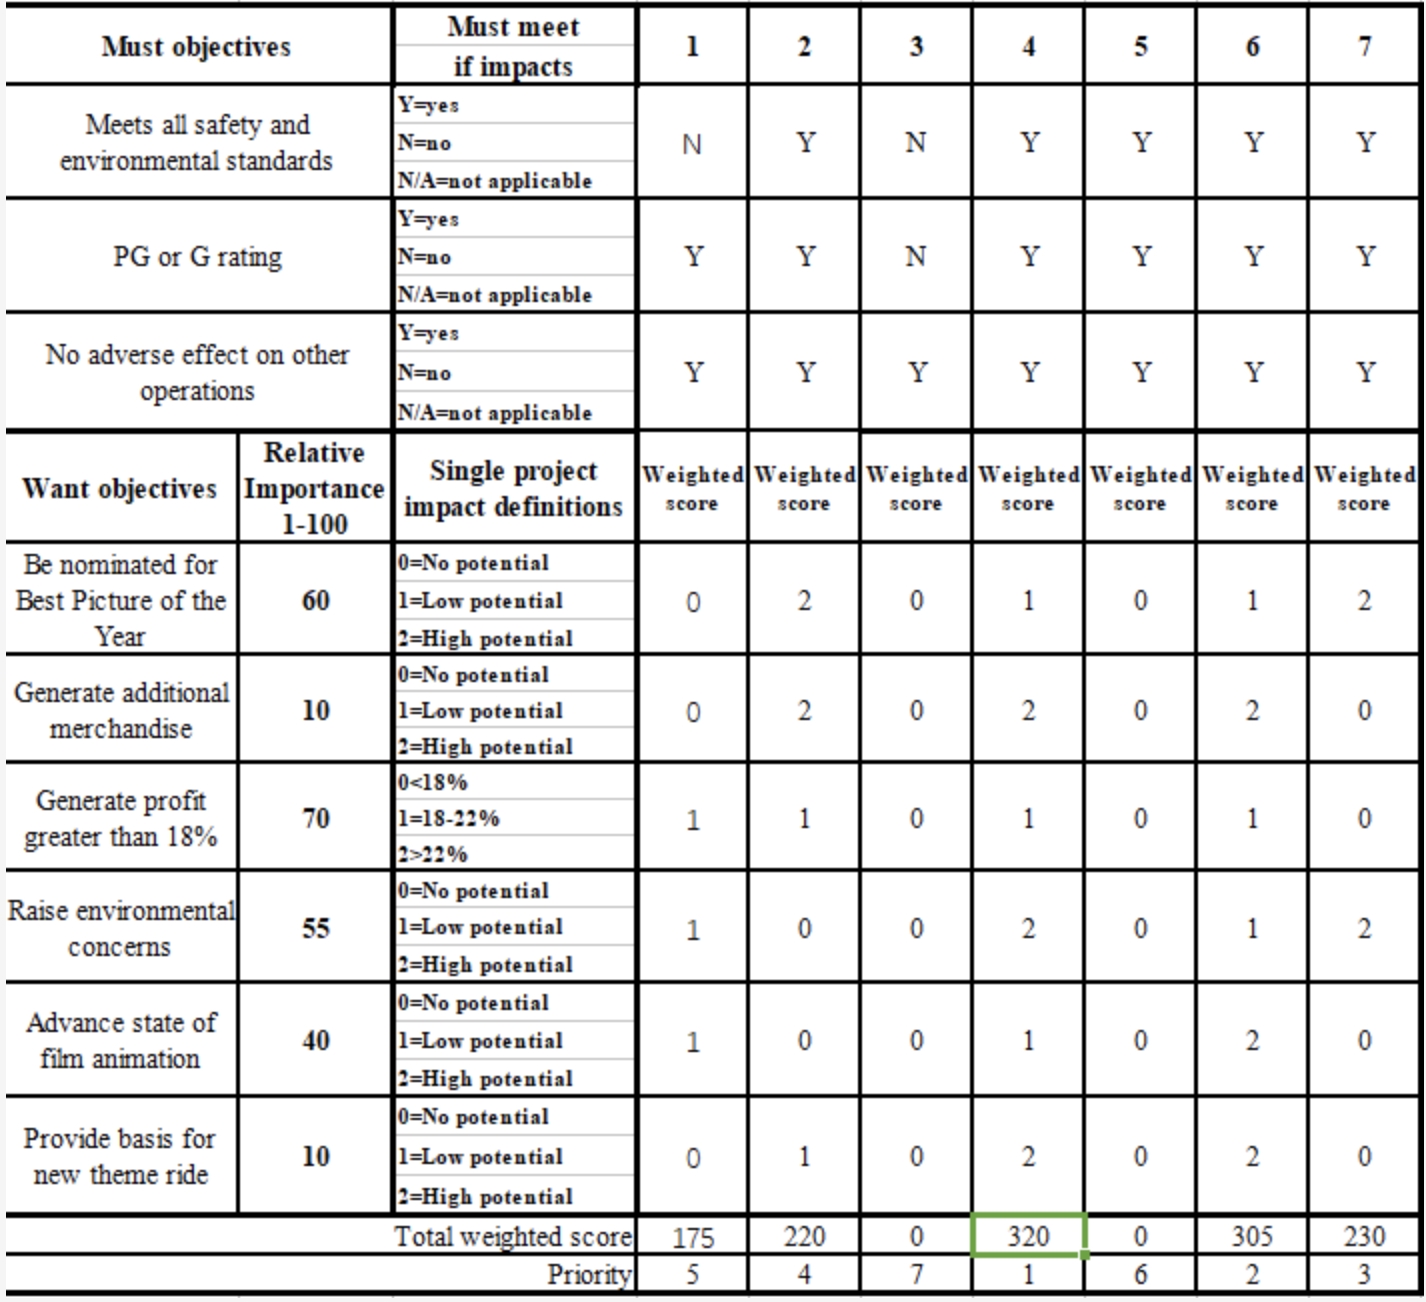 Must objectives Must meet if impacts 1 2 3 4 5 6 7
Meets all safety and
environmental standards
Y=yes
N=no
N/A=not applicable
N Y N Y Y Y Y
PG or G rating
Y=yes
N=no
N/A=not applicable
Y Y N Y Y Y Y
No adverse effect on other
operations
Y=yes
N=no
N/A=not applicable
Y Y Y Y Y Y Y
Want objectives
Relative
Importance
1-100
Single project
impact definitions
Weighted score Weighted score Weighted score Weighted score Weighted score Weighted score Weighted score
Be nominated for
Best Picture of the
Year
60
0=No potential
1=Low potential
2=High potential
0 2 0 1 0 1 2
Generate additional
merchandise
10
0=No potential
1=Low potential
2=High potential
0 2 0 2 0 2 0
Generate profit
greater than 18%
70
0<18%
1=18-22%
2>22%
1 1 0 1 0 1 0
Raise environmental
concerns
55
0=No potential
1=Low potential
2=High potential
1 0 0 2 0 1 2
Advance state of
film animation
40
0=No potential
1=Low potential
2=High potential
1 0 0 1 0 2 0
Provide basis for
new theme ride
10
0=No potential
1=Low potential
2=High potential
0 1 0 2 0 2 0
Total weighted score 175 220 0 320 0 305 230
Priority 5 4 7 1 6 2 3